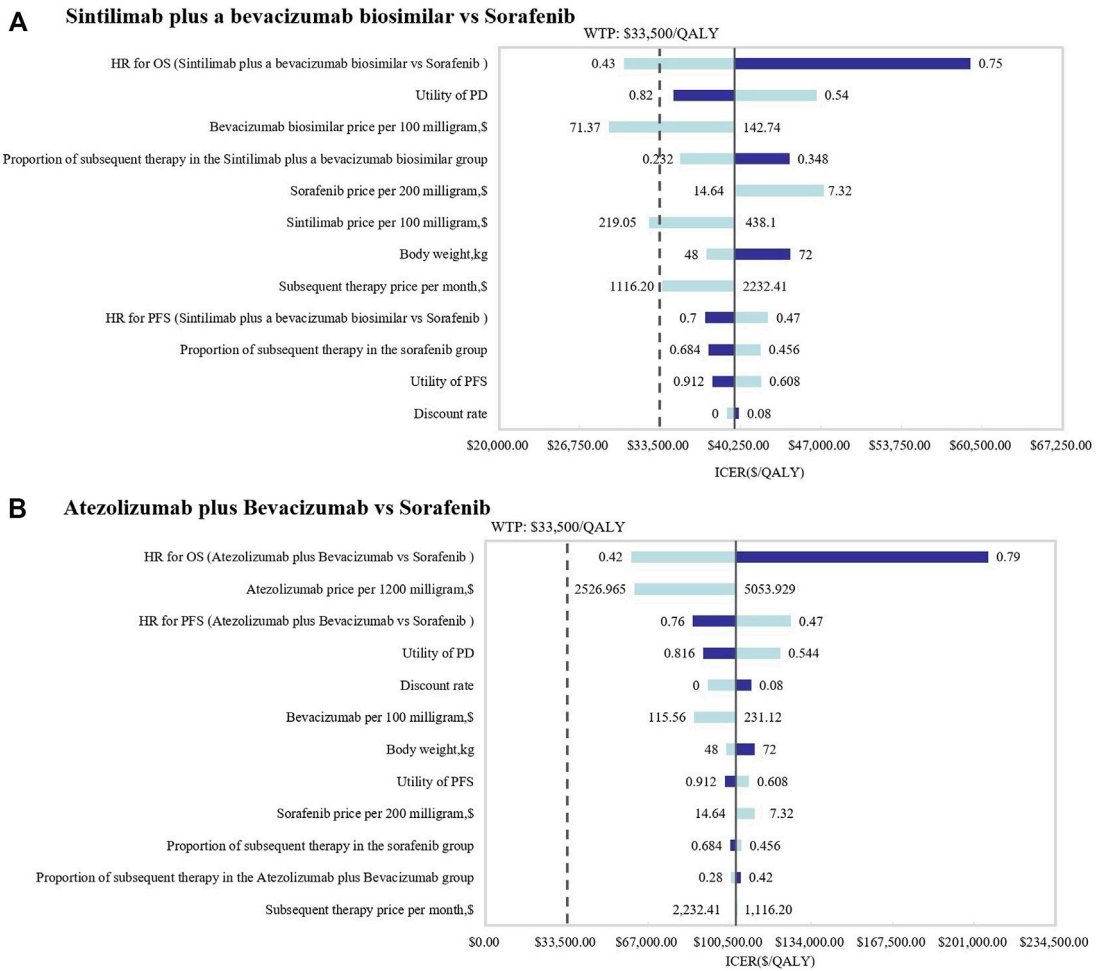 A
Sintilimab plus a bevacizumab biosimilar vs Sorafenib
WTP: $33,500/QALY
HR for OS (Sintilimab plus a bevacizumab biosimilar vs Sorafenib ) 0.43 0.75
Utility of PD 0.82 0.54
Bevacizumab biosimilar price per 100 milligram,$ 71.37 142.74
Proportion of subsequent therapy in the Sintilimab plus a bevacizumab biosimilar group 0.232 0.348
Sorafenib price per 200 milligram,$ 14.64 7.32
Sintilimab price per 100 milligram,$ 219.05 438.1
Body weight,kg 48 72
Subsequent therapy price per month,$ 1116.20 2232.41
HR for PFS (Sintilimab plus a bevacizumab biosimilar vs Sorafenib ) 0.7 0.47
Proportion of subsequent therapy in the sorafenib group 0.684 0.456
Utility of PFS 0.912 0.608
Discount rate 0 0.08
$20,0000.00 $26,750.00 $33,500.00 $40,250.00 $47,000.00 $53,750.00 $60,500.00 $67,250.00
ICER($/QALY)
B
Atezolizumab plus Bevacizumab vs Sorafenib
WTP: $33,500/QALY
HR for OS (Atezolizumab plus Bevacizumab vs Sorafenib ) 0.42 0.79
Atezolizumab price per 1200 milligram,$ 2526.965 5053.929
HR for PFS (Atezolizumab plus Bevacizumab vs Sorafenib ) 0.76 0.47
Utility of PD 0.816 0.544
Discount rate 0 0.08
Bevacizumab per 100 milligram,$ 115.56 231.12
Body weight,kg 48 72
Utility of PFS 0.912 0.608
Sorafenib price per 200 milligram,$ 14.64 7.32
Proportion of subsequent therapy in the sorafenib group 0.684 0.456
Proportion of subsequent therapy in the Atezolizumab plus Bevacizumab group 0.28 0.42
Subsequent therapy price per month,$ 2,232.41 1,116.20
$0.00 $33,500.00 $67,000.00 $100,500.00 $134,000.00 $167,500.00 $201,000.00 $234,500.00
ICER($/QALY)